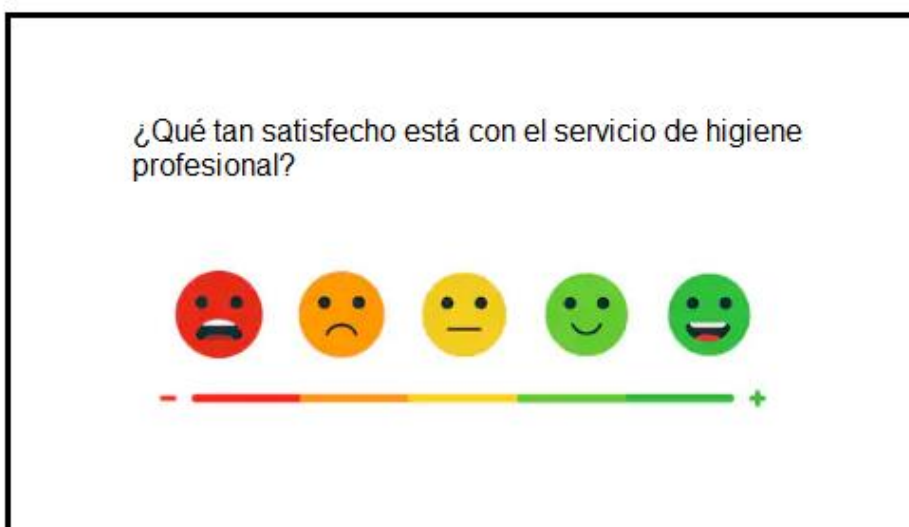 ¿Qué tan satisfecho está con el servicio de higiene
profesional?
- +